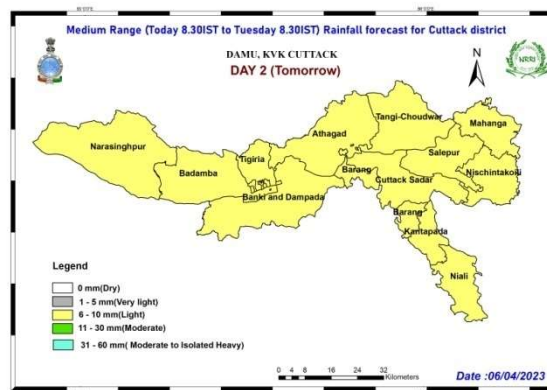 Medium Range (Today 8.30IST to Tuesday 8.30IST) Rainfall forecast for Cuttack district
DAMU, KVK CUTTACK
DAY 2 (Tomorrow)
N
NRRI
Tangi-Choudwar
Mahanga
Athagad
Narasinghpur
Tigiria
Salepur
Badamba
Barang
Nischintakoili
Cuttack Sadar
Banki and Dampada
Barang
Kantapada
Niali
Legend
0 mm(Dry)
1 - 5 mm(Very light)
6 - 10 mm(Light)
11 - 30 mm(Moderate)
31 - 60 mm( Moderate to Isolated Heavy)
0 4 8 16 24 32
Kilometers
Date :06/04/2023